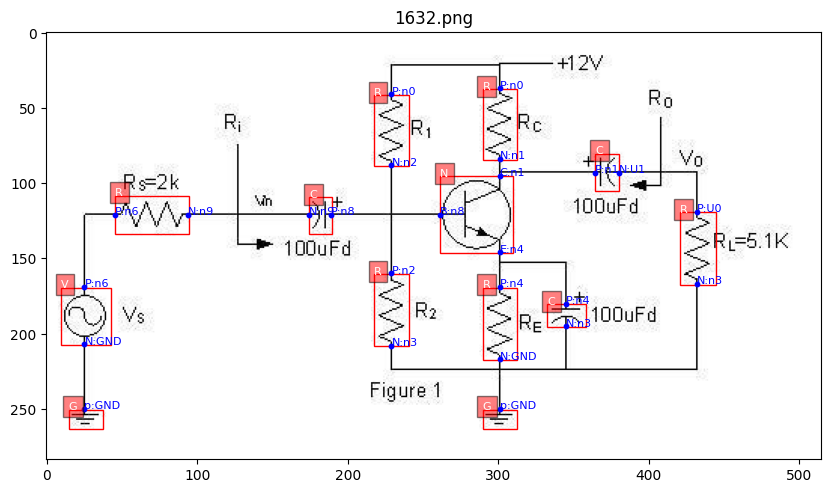 1632.png
0
50
100
150
200
250
0
100
200
300
400
500
+12V
R P:n0
R P:n0
Ri
R1
RC
RO
N:n2
N:n1
C P:n1 N:U1
+
VO
N C:n1
RS=2k
R P:n6 N:n9
Vin
C N:n9 P:n8
+
P:n8
100uFd
100uFd
R P:U0
RL=5.1K
N:n3
E:n4
R P:n2
R P:n4
V P:n6
VS
R2
RE
C P:n4
+
100uFd
N:n3
N:GND
N:n3
N:GND
Figure 1
G p:GND
G p:GND